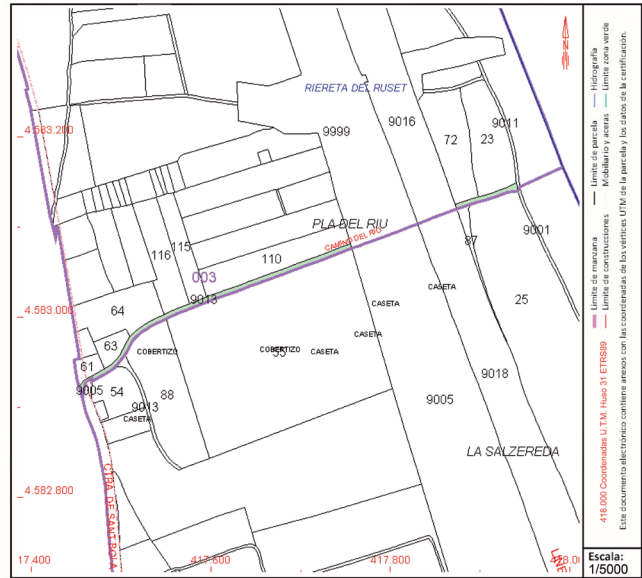 RIERETA DEL RUSET
4.583.200
9999
9016
72
23
9011
PLA DEL RIU
CAMINO DEL RIO
87
9001
116
115
110
003
9013
25
64
4.583.000
CASETA
CASETA
63
COBERTIZO
COBERTIZO
55
CASETA
CASETA
61
9005
54
88
9013
CASETA
9018
9005
LA SALZEREDA
4.582.800
CTRA DE SANT BOLA
17.400
417.600
417.800
418.0
LINE
Límite de manzana
Límite de parcela
Hidrografía
Límite de construcciones
Mobiliario y aceras
Límite zona verde
418.000 Coordenadas U.T.M. Huso 31 ETRS89
Este documento electrónico contiene anexos con las coordenadas de los vértices UTM de la parcela y los datos de la certificación.
Escala:
1/5000